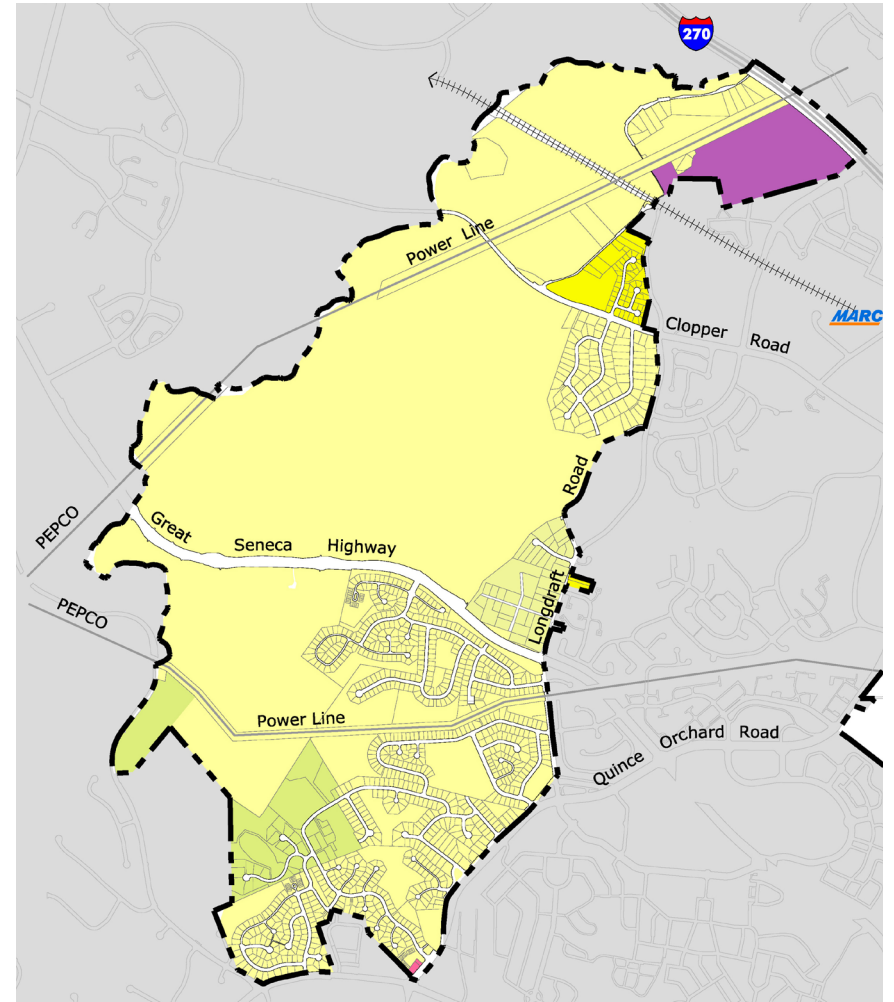 270
Power Line
MARC
Clopper Road
Road
PEPCO
Great Seneca Highway
Longdraft
PEPCO
Power Line
Quince Orchard Road